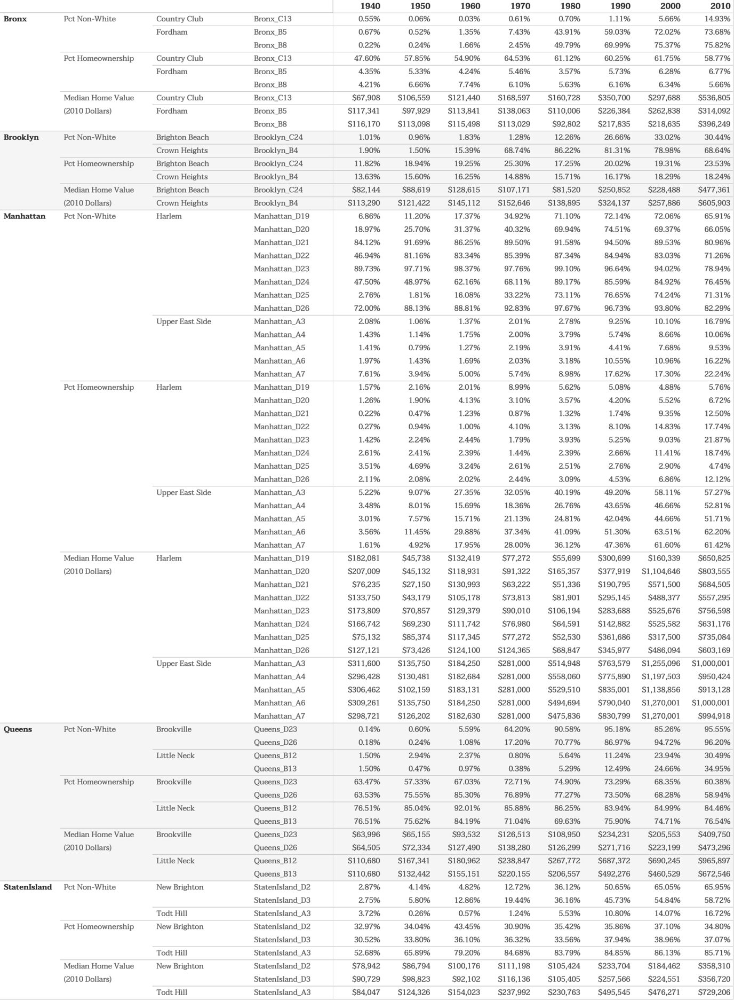 1940 1950 1960 1970 1980 1990 2000 2010
Bronx Pct Non-White Country Club Bronx_C13 0.55% 0.06% 0.03% 0.61% 0.70% 1.11% 5.66% 14.93%
Fordham Bronx_B5 0.67% 0.52% 1.35% 7.43% 43.91% 59.03% 72.02% 73.68%
Bronx_B8 0.22% 0.24% 1.66% 2.45% 49.79% 69.99% 75.37% 75.82%
Pct Homeownership Country Club Bronx_C13 47.60% 57.85% 54.90% 64.53% 61.12% 60.25% 61.75% 58.77%
Fordham Bronx_B5 4.35% 5.33% 4.24% 5.46% 3.57% 5.73% 6.28% 6.77%
Bronx_B8 4.21% 6.66% 7.74% 6.10% 5.63% 6.16% 6.34% 5.66%
Median Home Value Country Club Bronx_C13 $67,908 $106,559 $121,440 $168,597 $160,728 $350,700 $297,688 $536,805
(2010 Dollars) Fordham Bronx_B5 $117,341 $97,929 $113,841 $138,063 $110,006 $226,384 $262,838 $314,092
Bronx_B8 $116,170 $113,098 $115,498 $113,029 $92,802 $217,835 $218,635 $396,249
Brooklyn Pct Non-White Brighton Beach Brooklyn_C24 1.01% 0.96% 1.83% 1.28% 12.26% 26.66% 33.02% 30.44%
Crown Heights Brooklyn_B4 1.90% 1.50% 15.39% 68.74% 86.22% 81.31% 78.98% 68.64%
Pct Homeownership Brighton Beach Brooklyn_C24 11.82% 18.94% 19.25% 25.30% 17.25% 20.02% 19.31% 23.53%
Crown Heights Brooklyn_B4 13.63% 15.60% 16.25% 14.88% 15.71% 16.17% 18.29% 18.24%
Median Home Value Brighton Beach Brooklyn_C24 $82,144 $88,619 $128,615 $107,171 $81,520 $250,852 $228,488 $477,361
(2010 Dollars) Crown Heights Brooklyn_B4 $113,290 $121,422 $145,112 $152,646 $138,895 $324,137 $257,886 $605,903
Manhattan Pct Non-White Harlem Manhattan_D19 6.86% 11.20% 17.37% 34.92% 71.10% 72.14% 72.06% 65.91%
Manhattan_D20 18.97% 25.70% 31.37% 40.32% 69.94% 74.51% 69.37% 66.05%
Manhattan_D21 84.12% 91.69% 86.25% 89.50% 91.58% 94.50% 89.53% 80.96%
Manhattan_D22 46.94% 81.16% 83.34% 85.39% 87.34% 84.94% 83.03% 71.26%
Manhattan_D23 89.73% 97.71% 98.37% 97.76% 99.10% 96.64% 94.02% 78.94%
Manhattan_D24 47.50% 48.97% 62.16% 68.11% 89.17% 85.59% 84.92% 76.45%
Manhattan_D25 2.76% 1.81% 16.08% 33.22% 73.11% 76.65% 74.24% 71.31%
Manhattan_D26 72.00% 88.13% 88.81% 92.83% 97.67% 96.73% 93.80% 82.29%
Upper East Side Manhattan_A3 2.08% 1.06% 1.37% 2.01% 2.78% 9.25% 10.10% 16.79%
Manhattan_A4 1.43% 1.14% 1.75% 2.00% 3.79% 5.74% 8.66% 10.06%
Manhattan_A5 1.41% 0.79% 1.27% 2.19% 3.91% 4.41% 7.68% 9.53%
Manhattan_A6 1.97% 1.43% 1.69% 2.03% 3.18% 10.55% 10.96% 16.22%
Manhattan_A7 7.61% 3.94% 5.00% 5.74% 8.98% 17.62% 17.30% 22.24%
Pct Homeownership Harlem Manhattan_D19 1.57% 2.16% 2.01% 8.99% 5.62% 5.08% 4.88% 5.76%
Manhattan_D20 1.26% 1.90% 4.13% 3.10% 3.57% 4.20% 5.52% 6.72%
Manhattan_D21 0.22% 0.47% 1.23% 0.87% 1.32% 1.74% 9.35% 12.50%
Manhattan_D22 0.27% 0.94% 1.00% 4.10% 3.13% 8.10% 14.83% 17.74%
Manhattan_D23 1.42% 2.24% 2.44% 1.79% 3.93% 5.25% 9.03% 21.87%
Manhattan_D24 2.61% 2.41% 2.39% 1.44% 2.39% 2.66% 11.41% 18.74%
Manhattan_D25 3.51% 4.69% 3.24% 2.61% 2.51% 2.76% 2.90% 4.74%
Manhattan_D26 2.11% 2.08% 2.02% 2.44% 3.09% 4.53% 6.86% 12.12%
Upper East Side Manhattan_A3 5.22% 9.07% 27.35% 32.05% 40.19% 49.20% 58.11% 57.27%
Manhattan_A4 3.48% 8.01% 15.69% 18.36% 26.76% 43.65% 46.66% 52.81%
Manhattan_A5 3.01% 7.57% 15.71% 21.13% 24.81% 42.04% 44.66% 51.71%
Manhattan_A6 3.56% 11.45% 29.88% 37.34% 41.09% 51.30% 63.51% 62.20%
Manhattan_A7 1.61% 4.92% 17.95% 28.00% 36.12% 47.36% 61.60% 61.42%
Median Home Value Harlem Manhattan_D19 $182,081 $45,738 $132,419 $77,272 $55,699 $300,699 $160,339 $650,825
(2010 Dollars) Manhattan_D20 $207,009 $45,132 $118,931 $91,322 $165,357 $377,919 $1,104,646 $803,555
Manhattan_D21 $76,235 $27,150 $130,993 $63,222 $51,336 $190,795 $571,500 $684,505
Manhattan_D22 $133,750 $43,179 $105,178 $73,813 $81,901 $295,145 $488,377 $557,295
Manhattan_D23 $173,809 $70,857 $129,379 $90,010 $106,194 $283,688 $525,676 $756,598
Manhattan_D24 $166,742 $69,230 $111,742 $76,980 $64,591 $142,882 $525,582 $631,176
Manhattan_D25 $75,132 $85,374 $117,345 $77,272 $52,530 $361,686 $317,500 $735,084
Manhattan_D26 $127,121 $73,426 $124,100 $124,365 $68,847 $345,977 $486,094 $603,169
Upper East Side Manhattan_A3 $311,600 $135,750 $184,250 $281,000 $514,948 $763,579 $1,255,096 $1,000,001
Manhattan_A4 $296,428 $130,481 $182,684 $281,000 $558,060 $775,890 $1,197,503 $950,424
Manhattan_A5 $306,462 $102,159 $183,131 $281,000 $529,510 $835,001 $1,138,856 $913,128
Manhattan_A6 $309,261 $135,750 $184,250 $281,000 $494,694 $790,040 $1,270,001 $1,000,001
Manhattan_A7 $298,721 $126,202 $182,630 $281,000 $475,836 $830,799 $1,270,001 $994,918
Queens Pct Non-White Brookville Queens_D23 0.14% 0.60% 5.59% 64.20% 90.58% 95.18% 85.26% 95.55%
Queens_D26 0.18% 0.24% 1.08% 17.20% 70.77% 86.97% 94.72% 96.20%
Little Neck Queens_B12 1.50% 2.94% 2.37% 0.80% 5.64% 11.24% 23.94% 30.49%
Queens_B13 1.50% 0.47% 0.97% 0.38% 5.29% 12.49% 24.66% 34.95%
Pct Homeownership Brookville Queens_D23 63.47% 57.33% 67.03% 72.71% 74.90% 73.29% 68.35% 60.38%
Queens_D26 63.53% 75.55% 85.30% 76.89% 77.27% 73.50% 68.28% 58.94%
Little Neck Queens_B12 76.51% 85.04% 92.01% 85.88% 86.25% 83.94% 84.99% 84.46%
Queens_B13 76.51% 75.62% 84.19% 71.04% 69.63% 75.90% 74.71% 76.54%
Median Home Value Brookville Queens_D23 $63,996 $65,155 $93,532 $126,513 $108,950 $234,231 $205,553 $409,750
(2010 Dollars) Queens_D26 $64,505 $72,334 $127,490 $138,280 $126,299 $271,716 $223,199 $473,296
Little Neck Queens_B12 $110,680 $167,341 $180,962 $238,847 $267,772 $687,372 $690,245 $965,897
Queens_B13 $110,680 $132,442 $155,151 $220,155 $206,557 $492,276 $460,529 $672,546
StatenIsland Pct Non-White New Brighton StatenIsland_D2 2.87% 4.14% 4.82% 12.72% 36.12% 50.65% 65.05% 65.95%
StatenIsland_D3 2.75% 5.80% 12.86% 19.44% 36.16% 45.73% 54.84% 58.72%
Todt Hill StatenIsland_A3 3.72% 0.26% 0.57% 1.24% 5.53% 10.80% 14.07% 16.72%
Pct Homeownership New Brighton StatenIsland_D2 32.97% 34.04% 43.45% 30.90% 35.42% 35.86% 37.10% 34.80%
StatenIsland_D3 30.52% 33.80% 36.10% 36.32% 33.56% 37.94% 38.96% 37.07%
Todt Hill StatenIsland_A3 52.68% 65.89% 79.20% 84.68% 83.79% 84.85% 86.13% 85.71%
Median Home Value New Brighton StatenIsland_D2 $78,942 $86,794 $100,176 $111,198 $105,424 $233,704 $184,462 $358,310
(2010 Dollars) StatenIsland_D3 $90,729 $98,823 $92,102 $116,136 $105,405 $257,566 $224,551 $356,720
Todt Hill StatenIsland_A3 $84,047 $124,326 $154,023 $237,992 $230,763 $495,545 $476,271 $729,206